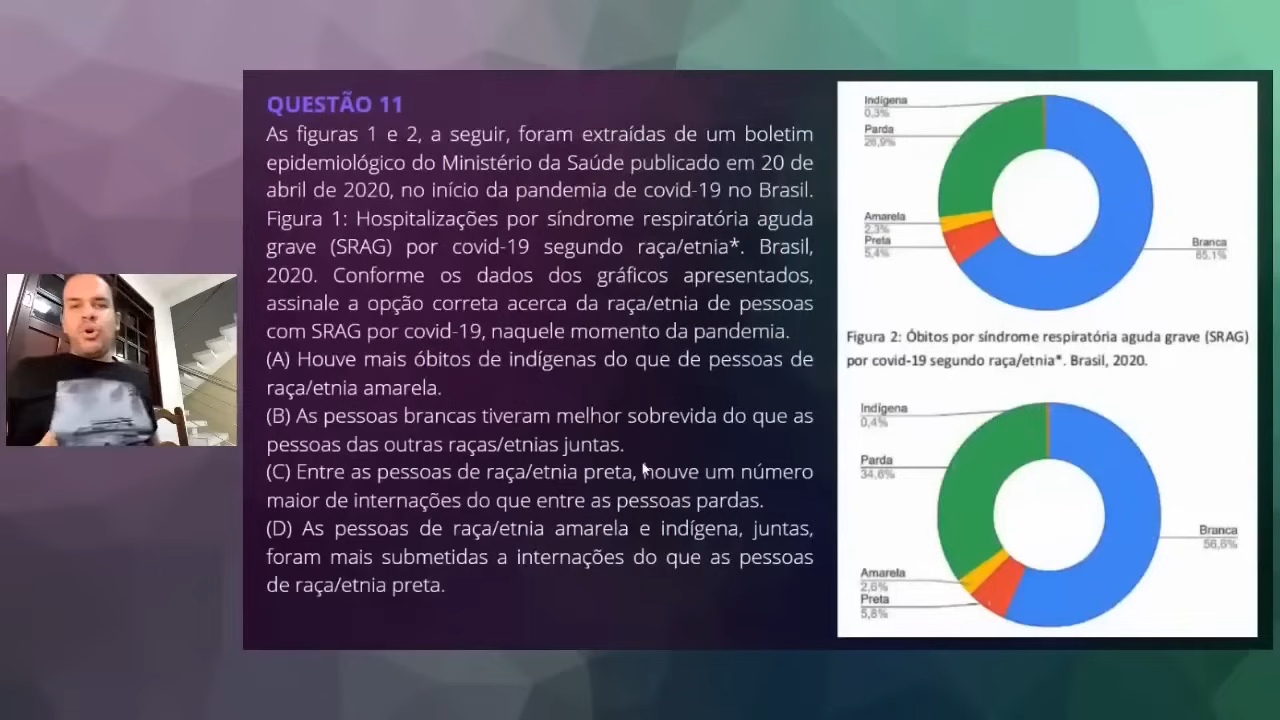 QUESTÃO 11
As figuras 1 e 2, a seguir, foram extraídas de um boletim
epidemiológico do Ministério da Saúde publicado em 20 de
abril de 2020, no início da pandemia de covid-19 no Brasil.
Figura 1: Hospitalizações por síndrome respiratória aguda
grave (SRAG) por covid-19 segundo raça/etnia*. Brasil,
2020. Conforme os dados dos gráficos apresentados,
assinale a opção correta acerca da raça/etnia de pessoas
com SRAG por covid-19, naquele momento da pandemia.
(A) Houve mais óbitos de indígenas do que de pessoas de
raça/etnia amarela.
(B) As pessoas brancas tiveram melhor sobrevida do que as
pessoas das outras raças/etnias juntas.
(C) Entre as pessoas de raça/etnia preta, houve um número
maior de internações do que entre as pessoas pardas.
(D) As pessoas de raça/etnia amarela e indígena, juntas,
foram mais submetidas a internações do que as pessoas
de raça/etnia preta.
Indígena
0,3%
Parda
26,9%
Amarela
2,3%
Preta
5,4%
Branca
65,1%
Figura 2: Óbitos por síndrome respiratória aguda grave (SRAG)
por covid-19 segundo raça/etnia*. Brasil, 2020.
Indígena
0,4%
Parda
34,6%
Amarela
2,6%
Preta
5,8%
Branca
56,6%